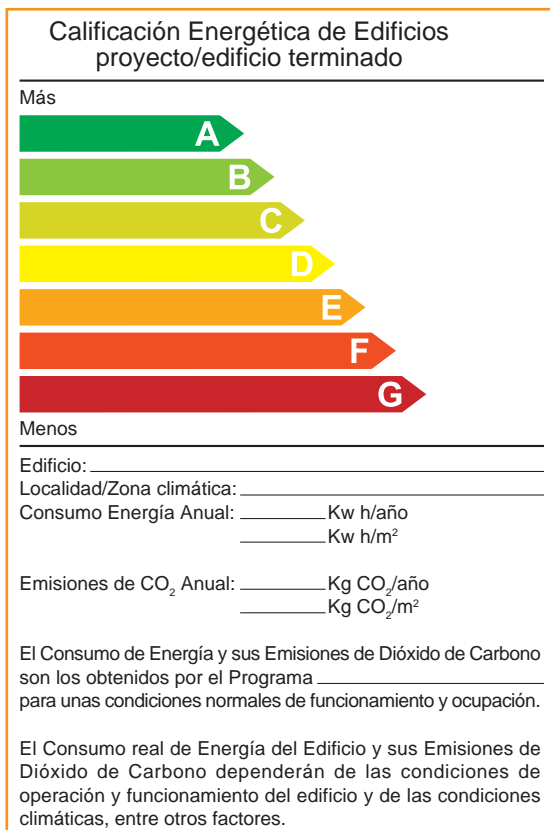 Calificación Energética de Edificios
proyecto/edificio terminado
Más
A
B
C
D
E
F
G
Menos
Edificio:
Localidad/Zona climática:
Consumo Energía Anual: Kw h/año
Kw h/m²
Emisiones de CO₂ Anual: Kg CO₂/año
Kg CO₂/m²
El Consumo de Energía y sus Emisiones de Dióxido de Carbono
son los obtenidos por el Programa
para unas condiciones normales de funcionamiento y ocupación.
El Consumo real de Energía del Edificio y sus Emisiones de
Dióxido de Carbono dependerán de las condiciones de
operación y funcionamiento del edificio y de las condiciones
climáticas, entre otros factores.